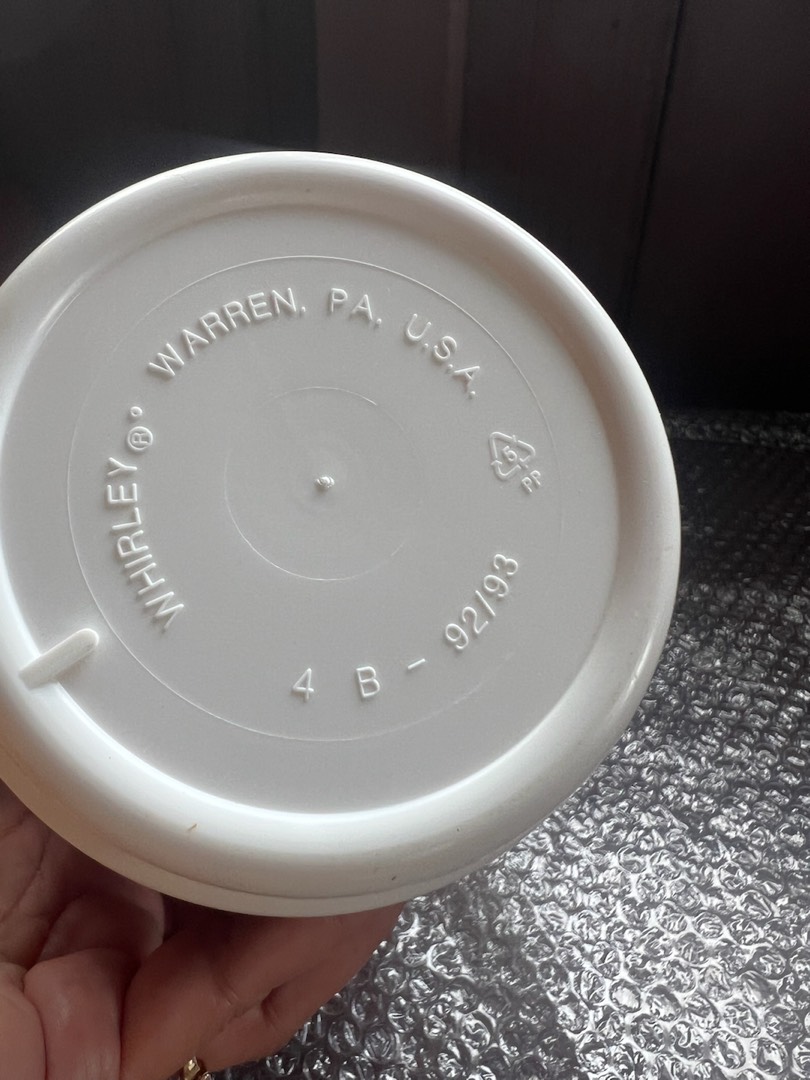 WHIRLEY®° WARREN, PA, U.S.A.
5
PP
4 B - 92/93